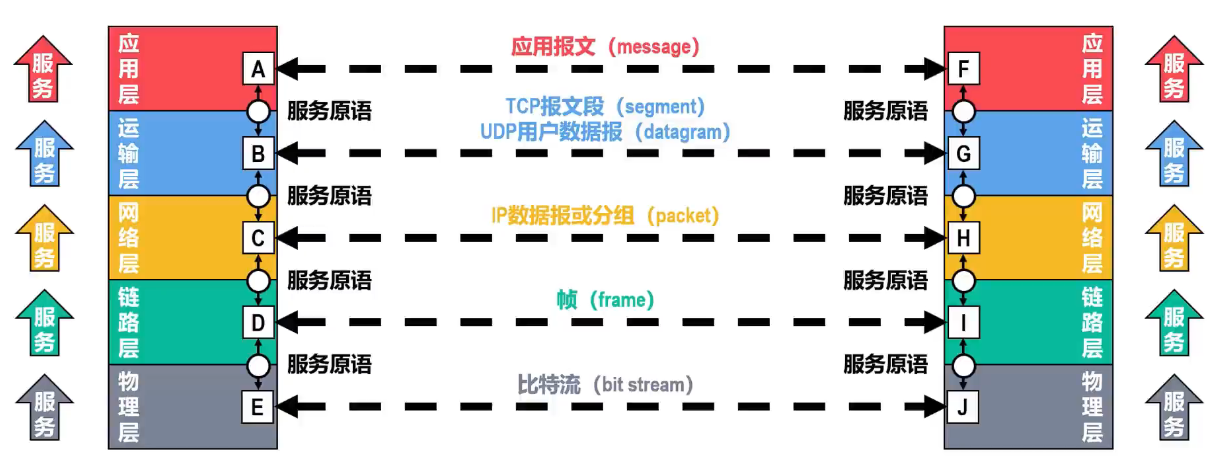 应用报文（message）
服务
应用层
A
F
应用层
服务
服务原语
TCP报文段（segment）
服务原语
UDP用户数据报（datagram）
服务
运输层
B
G
运输层
服务
服务原语
服务原语
IP数据报或分组（packet）
服务
网络层
C
H
网络层
服务
服务原语
服务原语
帧（frame）
服务
链路层
D
I
链路层
服务
服务原语
服务原语
比特流（bit stream）
服务
物理层
E
J
物理层
服务